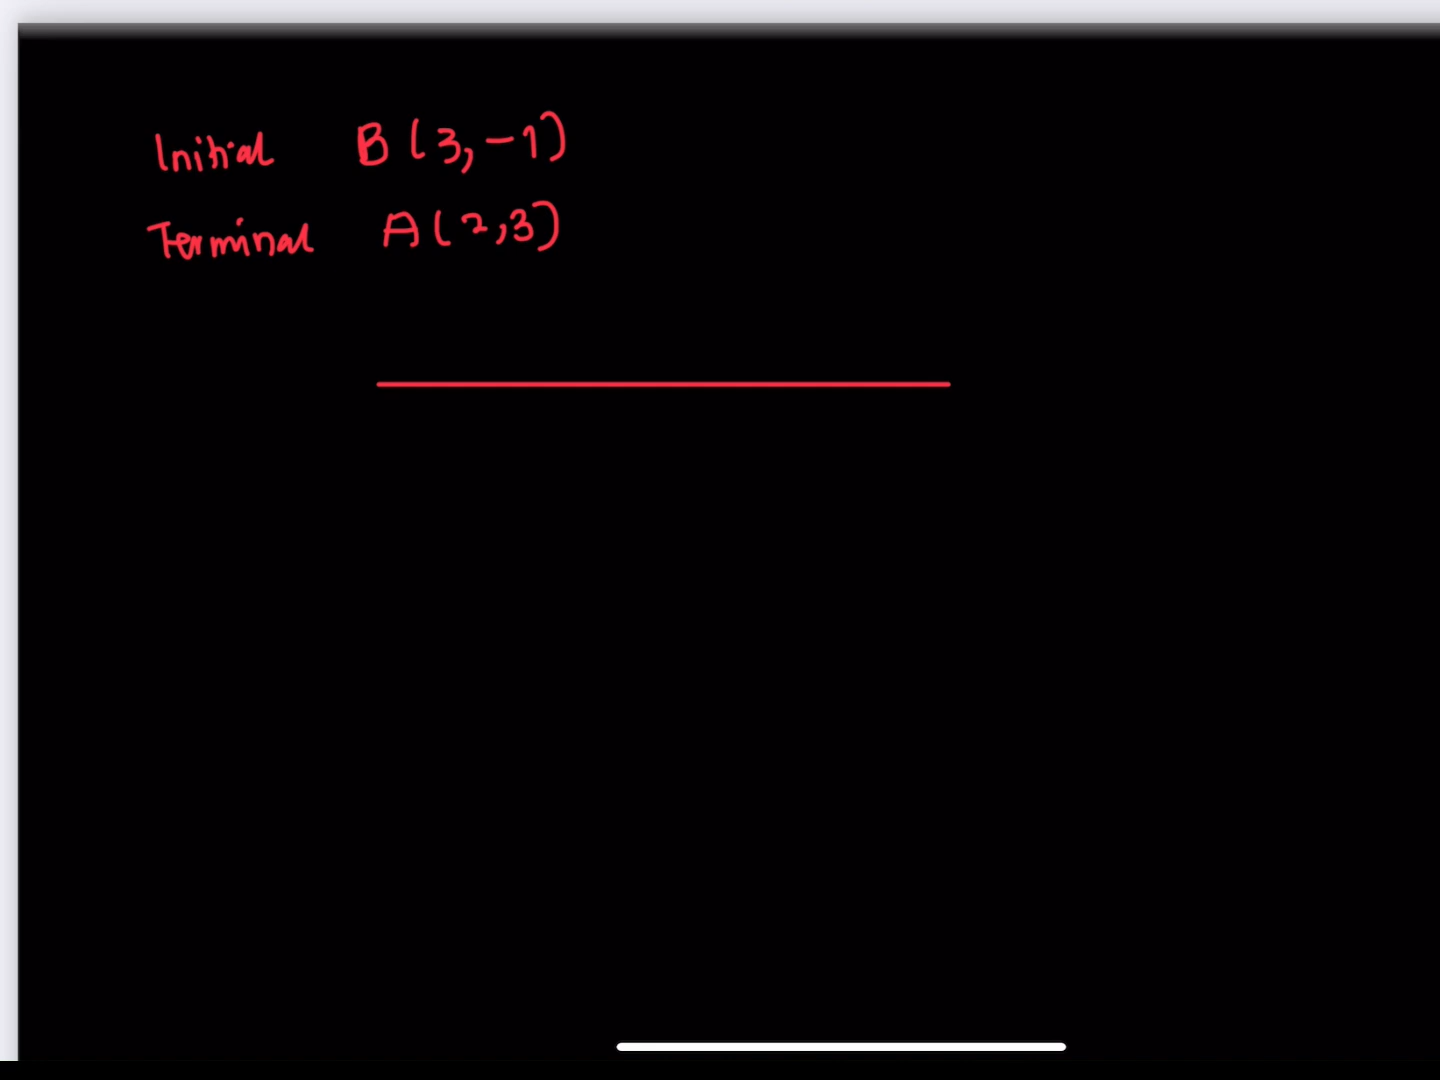 Initial B(3,-1)
Terminal A(2,3)